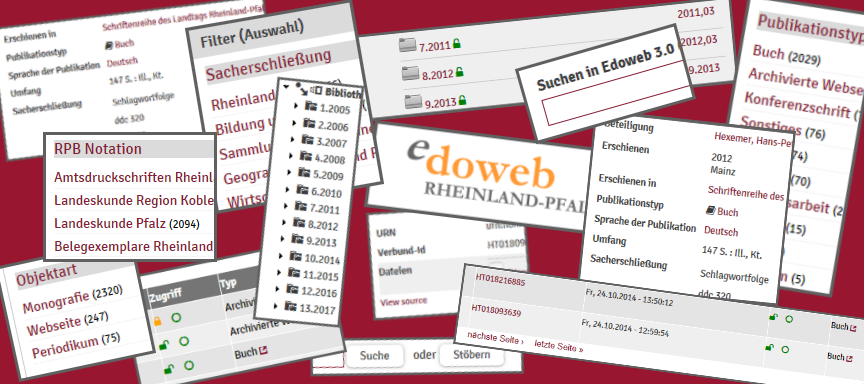 Erschienen in
Schriftenreihe des Landtags Rheinland-Pfal
Publikationstyp
Buch
Sprache der Publikation
Deutsch
Umfang
147 S. : Ill., Kt.
Sacherschließung
Schlagwortfolge
ddc 320
Filter (Auswahl)
Sacherschließung
Rheinland
Bildung u
Samml
Geogra
Wirts
7.2011
8.2012
9.2013
2011,03
2012,03
9.2013
Suchen in Edoweb 3.0
Publikationstyp
Buch (2029)
Archivierte Webse
Konferenzschrift (
Sonstiges (76)
(74)
(70)
sarbeit (2
(15)
(5)
RPB Notation
Amtsdruckschriften Rheinl
Landeskunde Region Koble
Landeskunde Pfalz (2094)
Belegexemplare Rheinland
Biblioth
1.2005
2.2006
3.2007
4.2008
5.2009
6.2010
7.2011
8.2012
9.2013
10.2014
11.2015
12.2016
13.2017
edoweb
RHEINLAND-PFAL
Beteiligung
Hexemer, Hans-Pe
Erschienen
2012
Mainz
Erschienen in
Schriftenreihe des
Publikationstyp
Buch
Sprache der Publikation
Deutsch
Umfang
147 S. : Ill., Kt.
Sacherschließung
Schlagwortfolge
ddc 320
URN
Verbund-Id
HT01809
Dateien
View source
Objektart
Monografie (2320)
Webseite (247)
Periodikum (75)
Zugriff
Typ
Archivi
Archivierte W
Buch
HT018216885
Fr, 24.10.2014 - 13:50:12
Buch
HT018093639
Fr, 24.10.2014 - 12:59:54
Buch
nächste Seite ›
letzte Seite »
Suche
oder
Stöbern